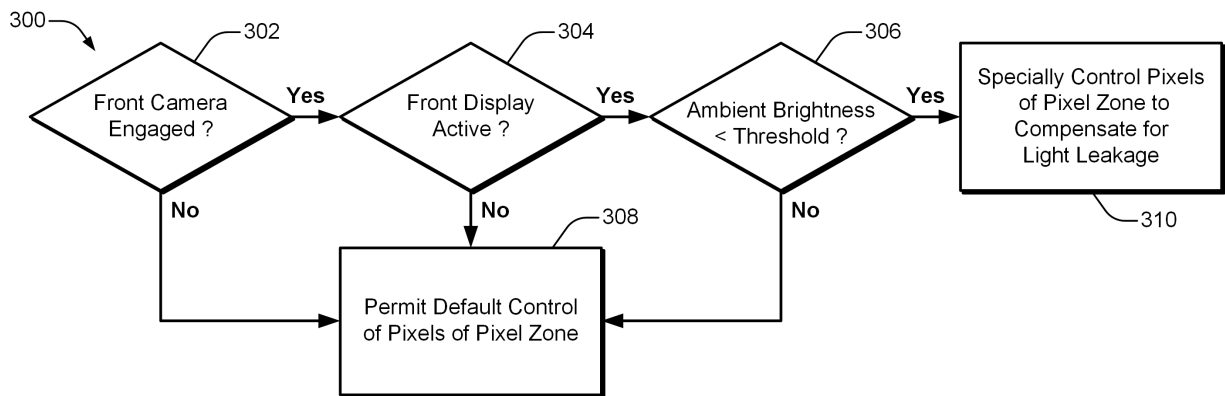 300
302
Front Camera
Engaged ?
Yes
No
304
Front Display
Active ?
Yes
No
306
Ambient Brightness
< Threshold ?
Yes
No
Specially Control Pixels
of Pixel Zone to
Compensate for
Light Leakage
310
308
Permit Default Control
of Pixels of Pixel Zone